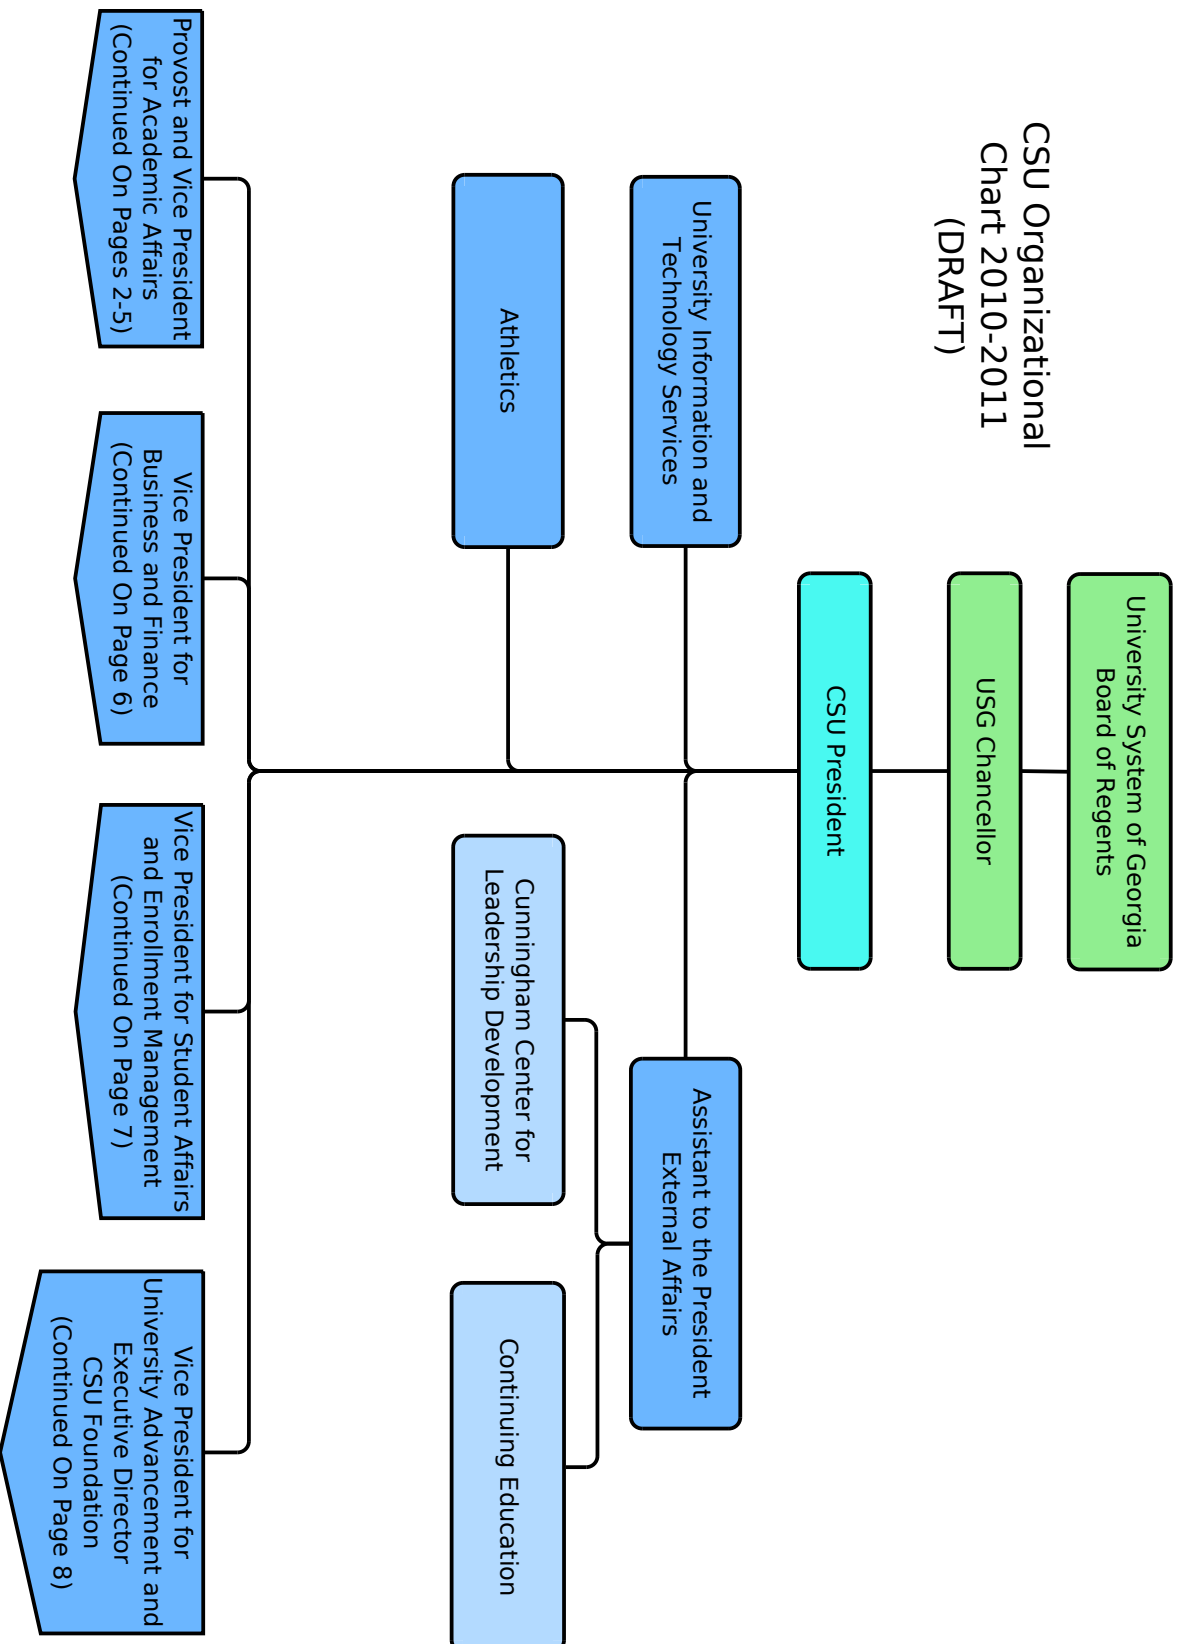 CSU Organizational
Chart 2010-2011
(DRAFT)
University System of Georgia
Board of Regents
USG Chancellor
CSU President
University Information and
Technology Services
Assistant to the President
External Affairs
Athletics
Cunningham Center for
Leadership Development
Continuing Education
Provost and Vice President
for Academic Affairs
(Continued On Pages 2-5)
Vice President for
Business and Finance
(Continued On Page 6)
Vice President for Student Affairs
and Enrollment Management
(Continued On Page 7)
Vice President for
University Advancement and
Executive Director
CSU Foundation
(Continued On Page 8)